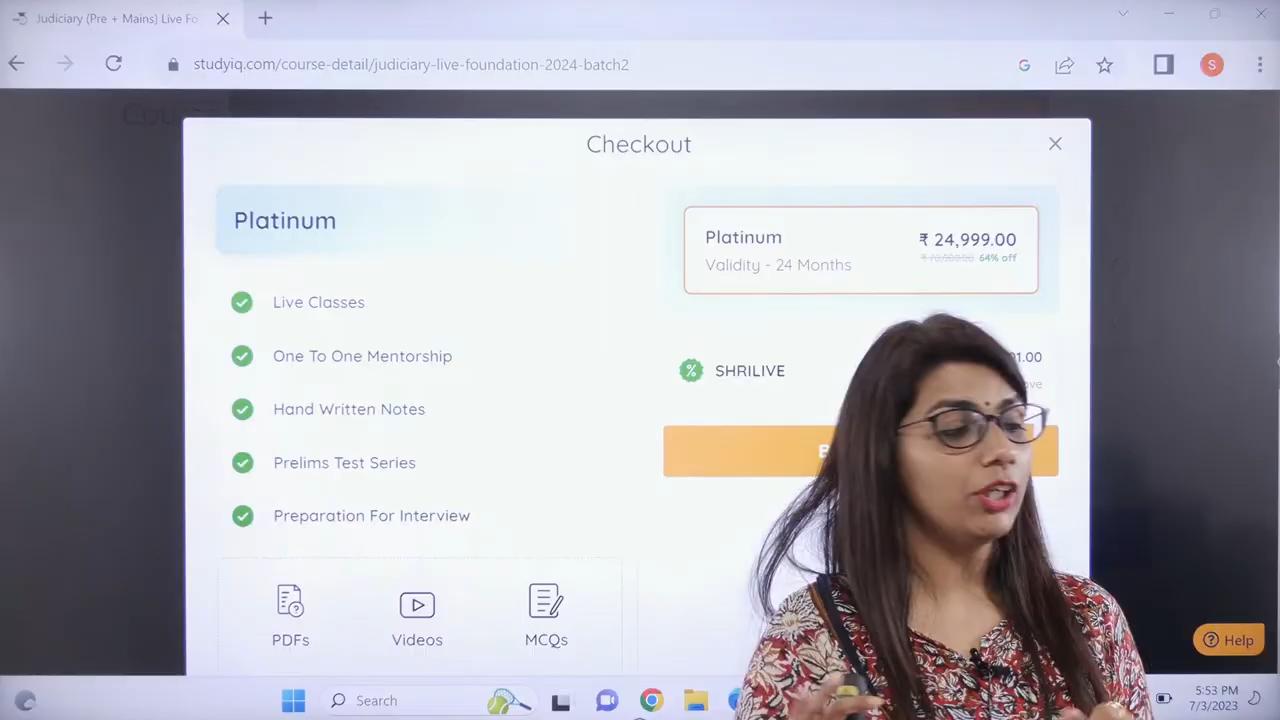 Judiciary (Pre + Mains) Live Fo
studyiq.com/course-detail/judiciary-live-foundation-2024-batch2
G
S
Checkout
Platinum
Live Classes
One To One Mentorship
Hand Written Notes
Prelims Test Series
Preparation For Interview
PDFs
Videos
MCQs
Platinum
₹ 24,999.00
Validity - 24 Months
64% off
SHRILIVE
01.00
B
Help
Search
5:53 PM
7/3/2023